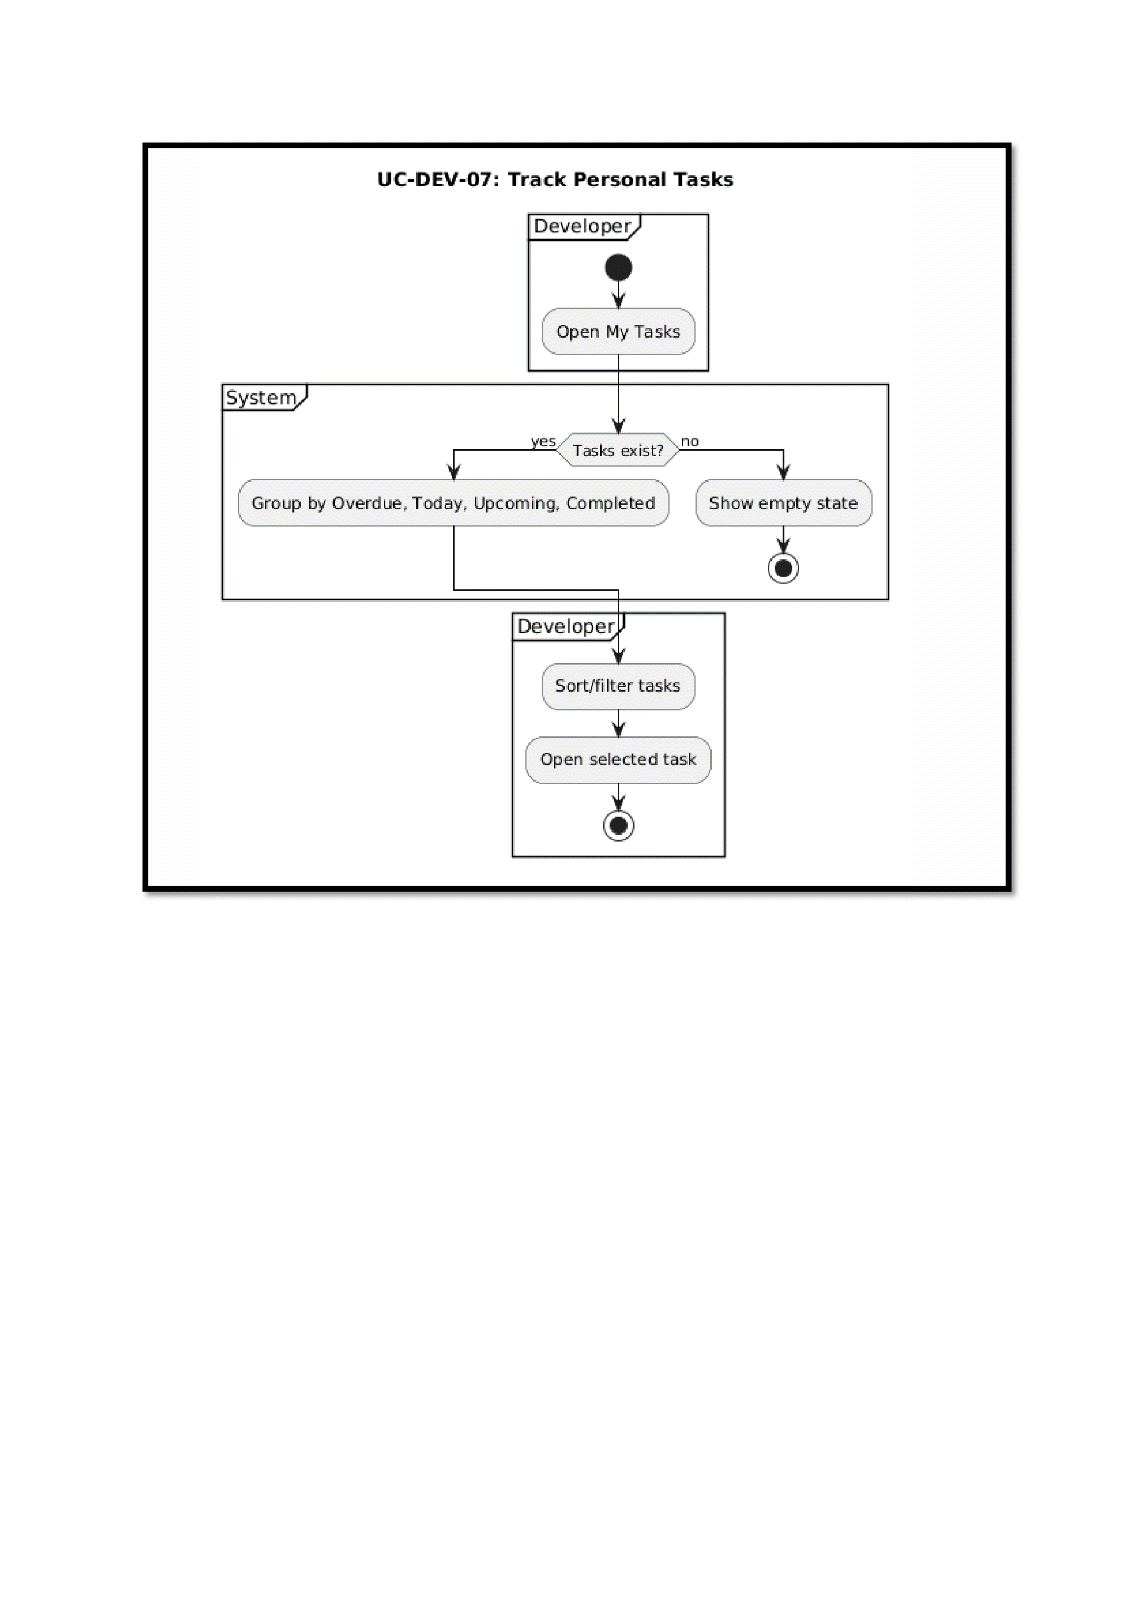 UC-DEV-07: Track Personal Tasks
Developer
Open My Tasks
System
yes
Tasks exist?
no
Group by Overdue, Today, Upcoming, Completed
Show empty state
Developer
Sort/filter tasks
Open selected task